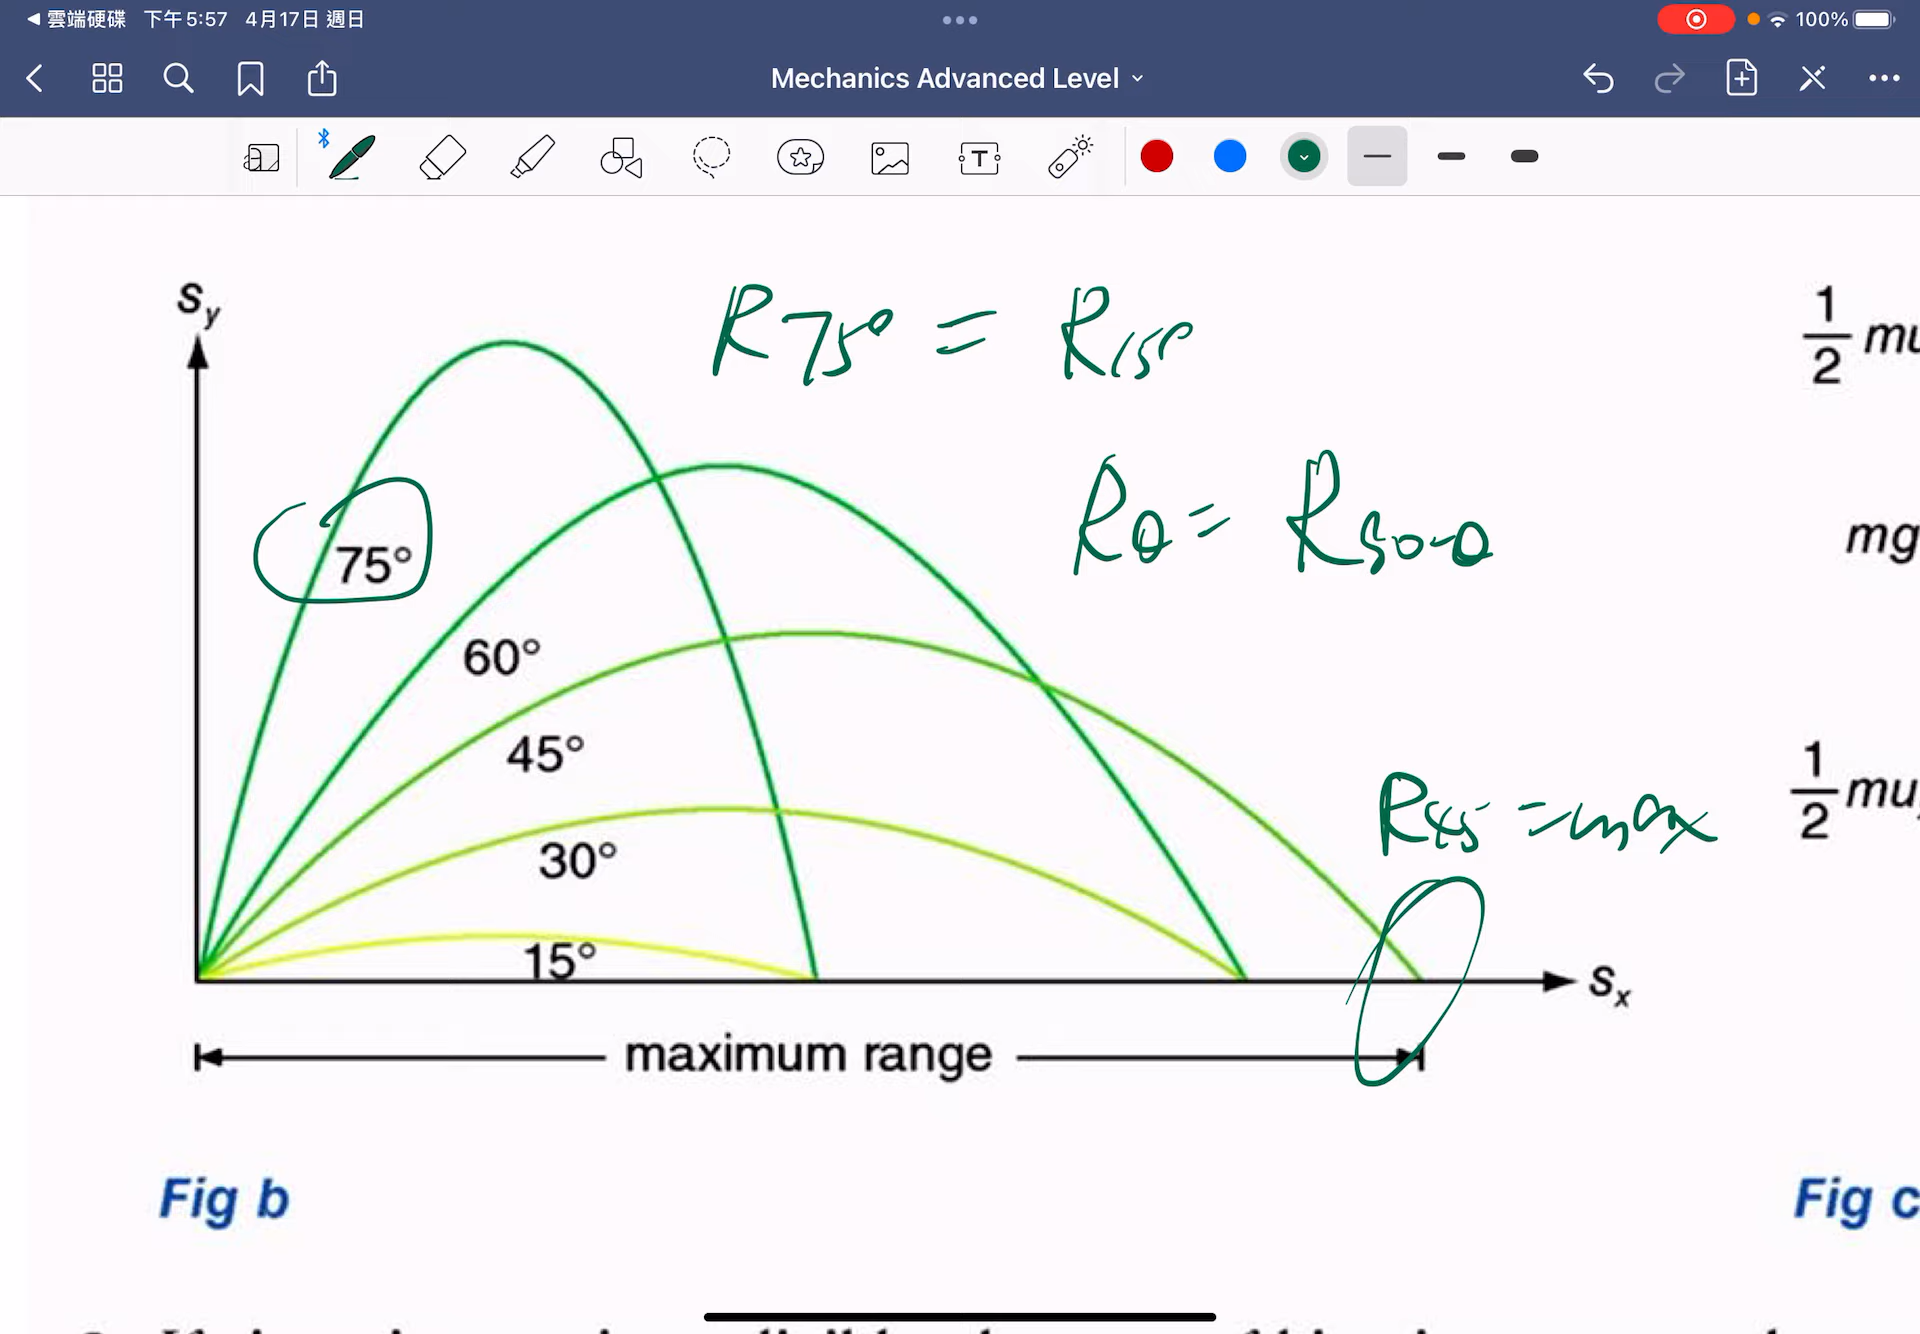 雲端硬碟 下午5:57 4月17日 週日
100%
Mechanics Advanced Level
T
s_y
R75° = R15°
1/2 mu
75°
Rθ = R90-θ
mg
60°
45°
1/2 mu
R45 = max
30°
15°
s_x
maximum range
Fig b
Fig c